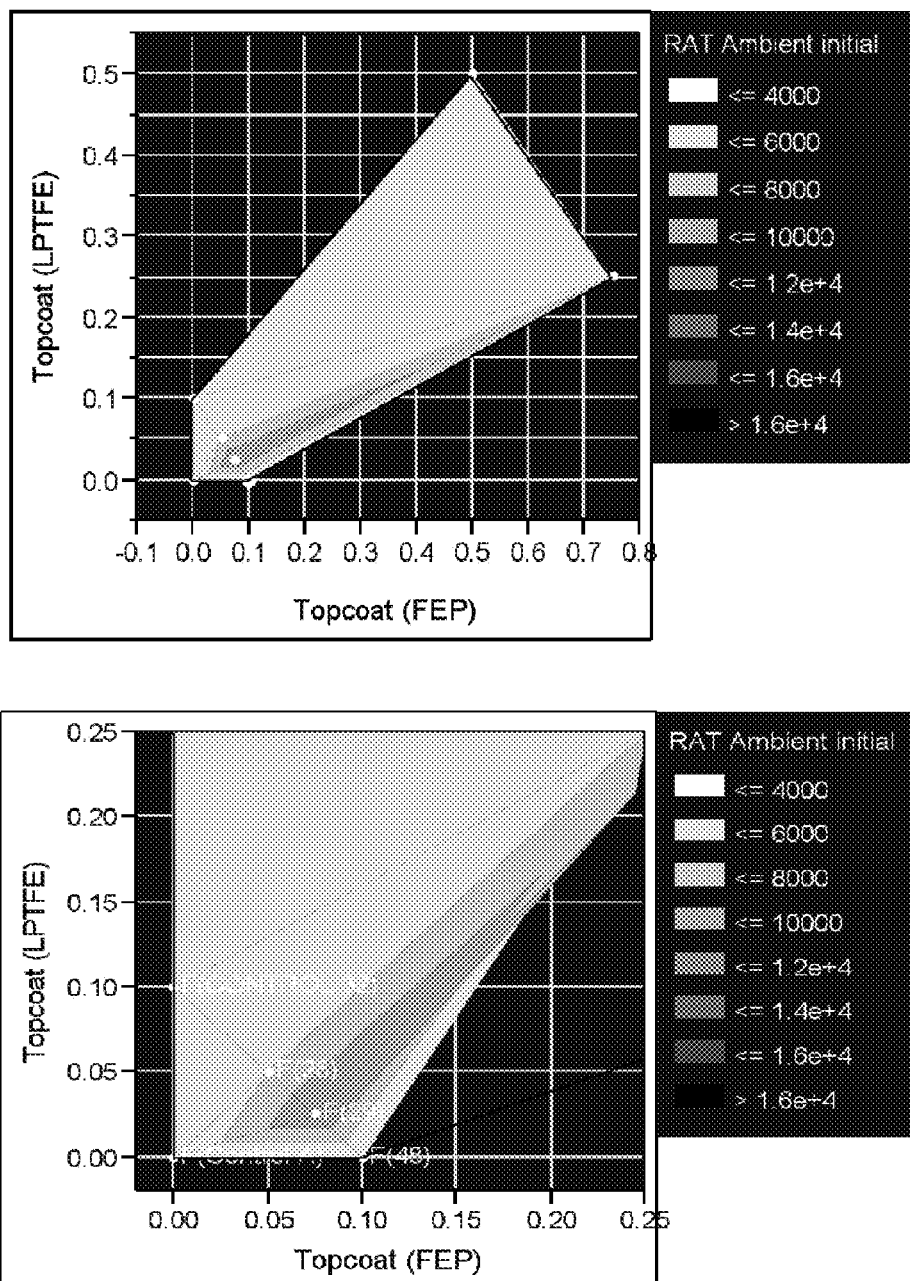 RAT Ambient initial
<= 4000
<= 6000
<= 8000
<= 10000
<= 1.2e+4
<= 1.4e+4
<= 1.6e+4
> 1.6e+4
Topcoat (LPTFE)
0.5
0.4
0.3
0.2
0.1
0.0
-0.1 0.0 0.1 0.2 0.3 0.4 0.5 0.6 0.7 0.8
Topcoat (FEP)
RAT Ambient initial
<= 4000
<= 6000
<= 8000
<= 10000
<= 1.2e+4
<= 1.4e+4
<= 1.6e+4
> 1.6e+4
Topcoat (LPTFE)
0.25
0.20
0.15
0.10
0.05
0.00
0.00 0.05 0.10 0.15 0.20 0.25
Topcoat (FEP)